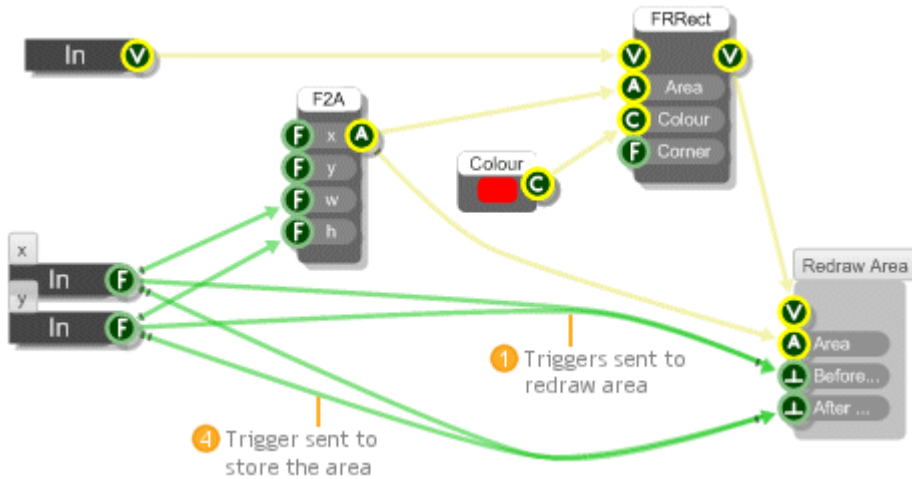 FRRect
In
V
V
V
A
Area
F2A
C
Colour
F
x
A
F
Corner
F
y
Colour
C
F
w
F
h
x
In
F
Redraw Area
y
In
F
V
A
Area
1 Triggers sent to
redraw area
Before...
After ...
4 Trigger sent to
store the area